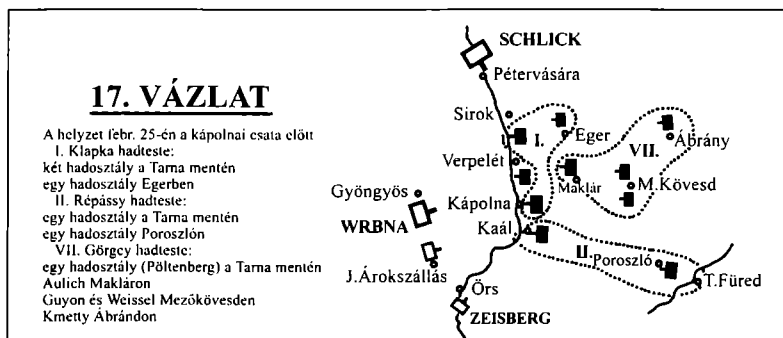 17. VÁZLAT
A helyzet febr. 25-én a kápolnai csata előtt
I. Klapka hadteste:
két hadosztály a Tarna mentén
egy hadosztály Egerben
II. Répássy hadteste:
egy hadosztály a Tarna mentén
egy hadosztály Poroszlón
VII. Görgey hadteste:
egy hadosztály (Pöltenberg) a Tarna mentén
Aulich Makláron
Guyon és Weissel Mezőkövesden
Kmetty Ábrándon
SCHLICK
Pétervására
Sirok
I.
Eger
VII.
Ábrány
Verpelét
Maklár
M.Kövesd
Gyöngyös
Kápolna
WRBNA
Kaál
II.
Poroszló
J.Árokszállás
T.Füred
Örs
ZEISBERG